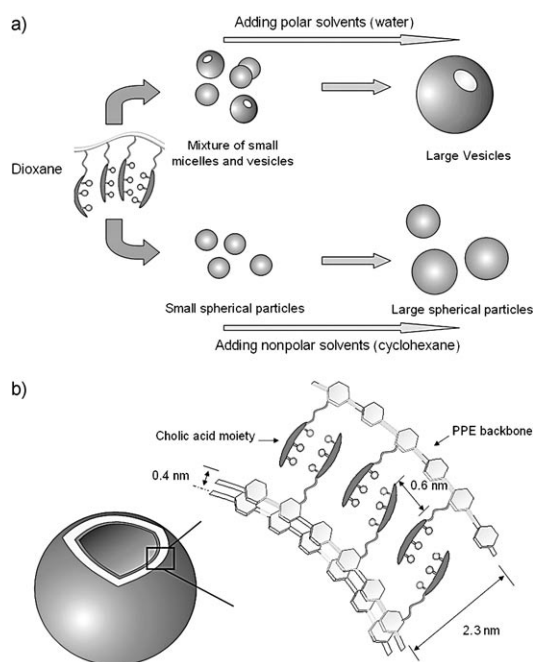 a)
Adding polar solvents (water)
Dioxane
Mixture of small
micelles and vesicles
Large Vesicles
Small spherical particles
Large spherical particles
Adding nonpolar solvents (cyclohexane)
b)
Cholic acid moiety
PPE backbone
0.4 nm
0.6 nm
2.3 nm